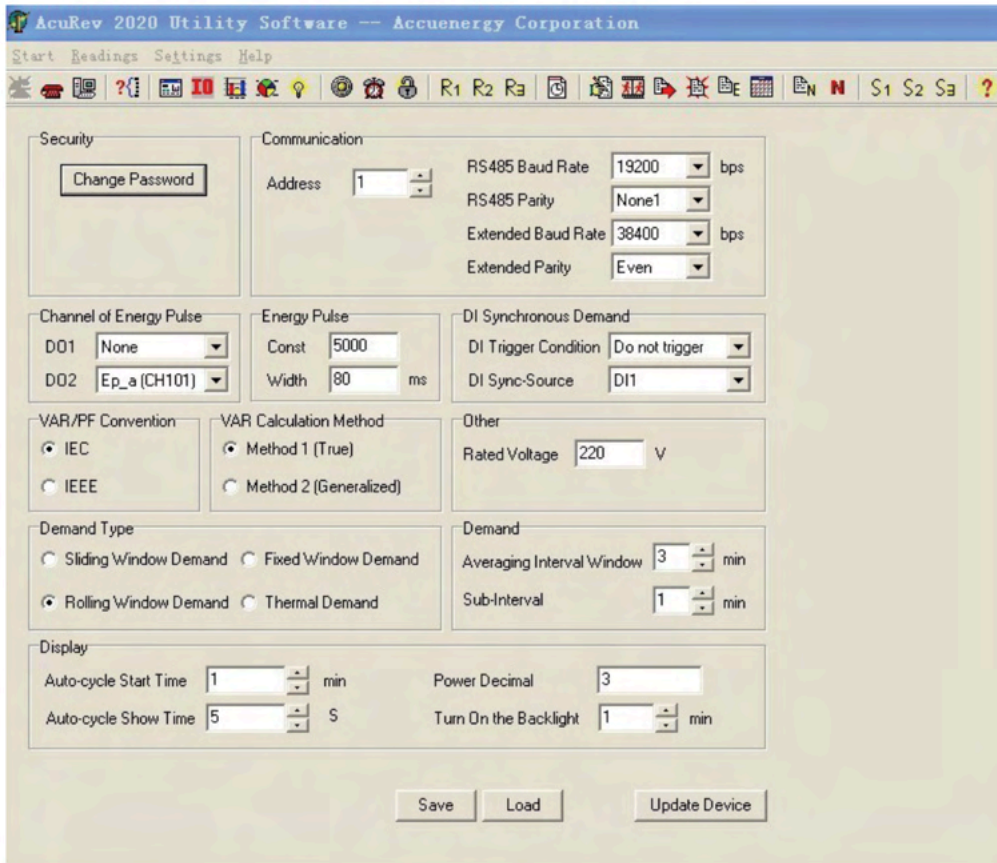 AcuRev 2020 Utility Software -- Accuenergy Corporation
Start Readings Settings Help
?{} IO R1 R2 R3 E N N S1 S2 S3 ?
Security
Change Password
Communication
Address 1
RS485 Baud Rate 19200 bps
RS485 Parity None1
Extended Baud Rate 38400 bps
Extended Parity Even
Channel of Energy Pulse
DO1 None
DO2 Ep_a (CH101)
Energy Pulse
Const 5000
Width 80 ms
DI Synchronous Demand
DI Trigger Condition Do not trigger
DI Sync-Source DI1
VAR/PF Convention
IEC
IEEE
VAR Calculation Method
Method 1 (True)
Method 2 (Generalized)
Other
Rated Voltage 220 V
Demand Type
Sliding Window Demand Fixed Window Demand
Rolling Window Demand Thermal Demand
Demand
Averaging Interval Window 3 min
Sub-Interval 1 min
Display
Auto-cycle Start Time 1 min
Power Decimal 3
Auto-cycle Show Time 5 S
Turn On the Backlight 1 min
Save Load Update Device